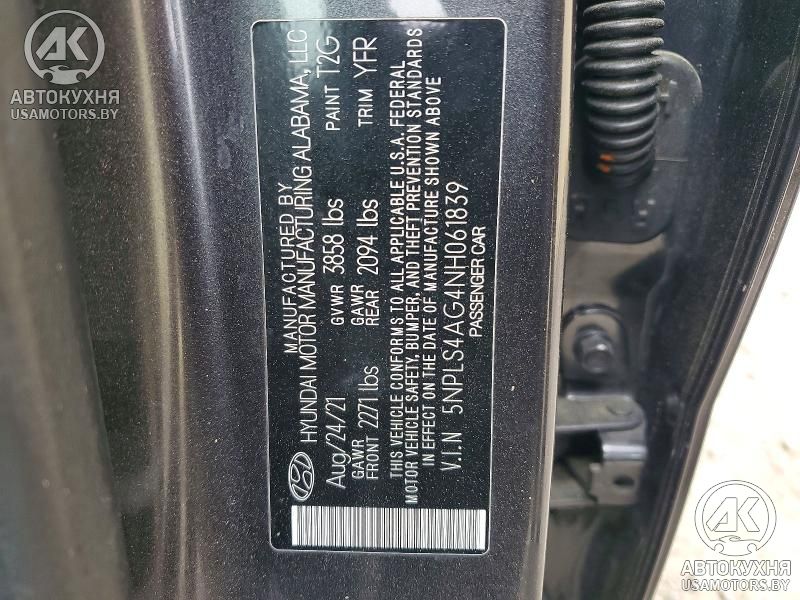 AK
АВТОКУХНЯ
USAMOTORS.BY
MANUFACTURED BY
HYUNDAI MOTOR MANUFACTURING ALABAMA, LLC
Aug/24/21 GVWR 3858 lbs PAINT T2G
GAWR FRONT 2271 lbs GAWR REAR 2094 lbs TRIM YFR
THIS VEHICLE CONFORMS TO ALL APPLICABLE U.S.A. FEDERAL
MOTOR VEHICLE SAFETY, BUMPER, AND THEFT PREVENTION STANDARDS
IN EFFECT ON THE DATE OF MANUFACTURE SHOWN ABOVE
V.I.N 5NPLS4AG4NH061839
PASSENGER CAR
AK
АВТОКУХНЯ
USAMOTORS.BY